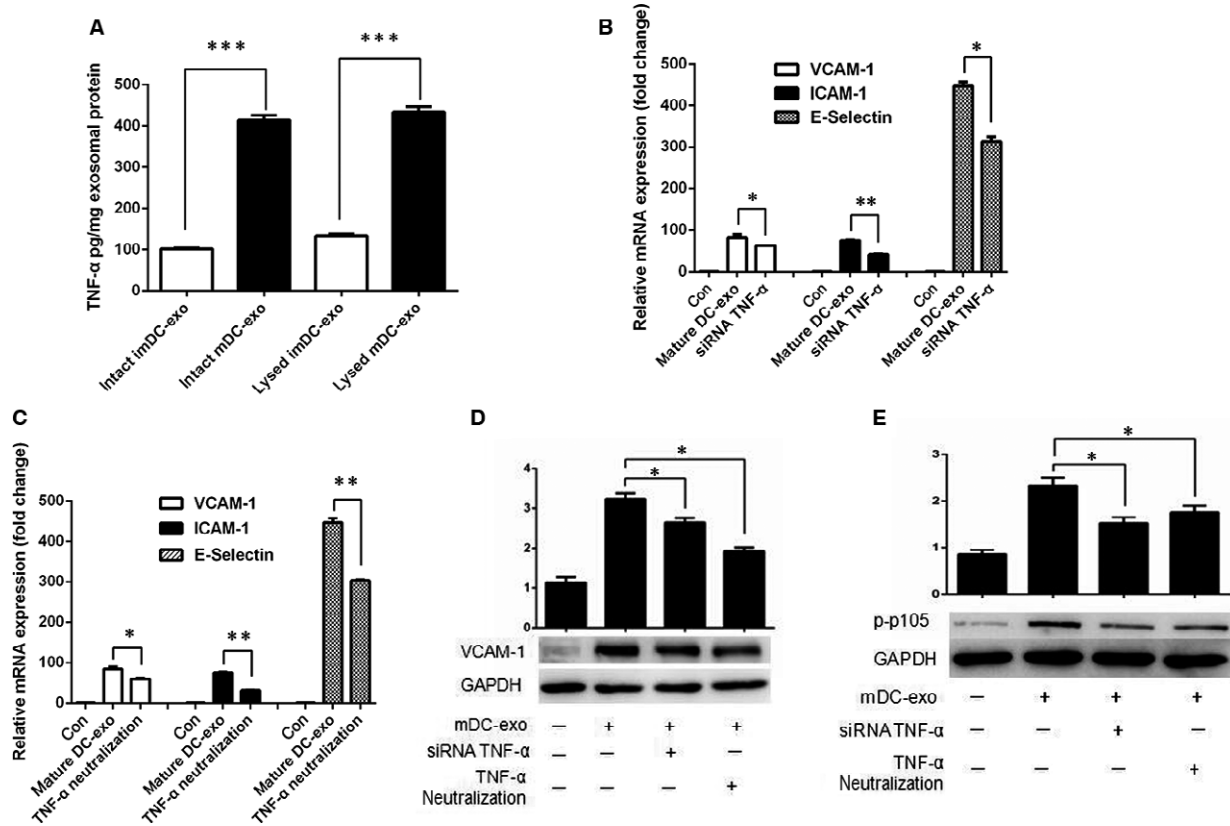 A
***
***
TNF-α pg/mg exosomal protein
500
400
300
200
100
0
Intact imDC-exo
Intact mDC-exo
Lysed imDC-exo
Lysed mDC-exo
B
VCAM-1
ICAM-1
E-Selectin
*
**
*
Relative mRNA expression (fold change)
500
400
300
200
100
0
Con
Mature DC-exo
siRNA TNF-α
Con
Mature DC-exo
siRNA TNF-α
Con
Mature DC-exo
siRNA TNF-α
C
VCAM-1
ICAM-1
E-Selectin
*
**
**
Relative mRNA expression (fold change)
500
400
300
200
100
0
Con
Mature DC-exo
TNF-α neutralization
Con
Mature DC-exo
TNF-α neutralization
Con
Mature DC-exo
TNF-α neutralization
D
*
*
4
3
2
1
0
VCAM-1
GAPDH
mDC-exo – + + +
siRNA TNF-α – – + –
TNF-α
Neutralization – – – +
E
*
*
3
2
1
0
p-p105
GAPDH
mDC-exo – + + +
siRNA TNF-α – – + –
TNF-α
Neutralization – – – +